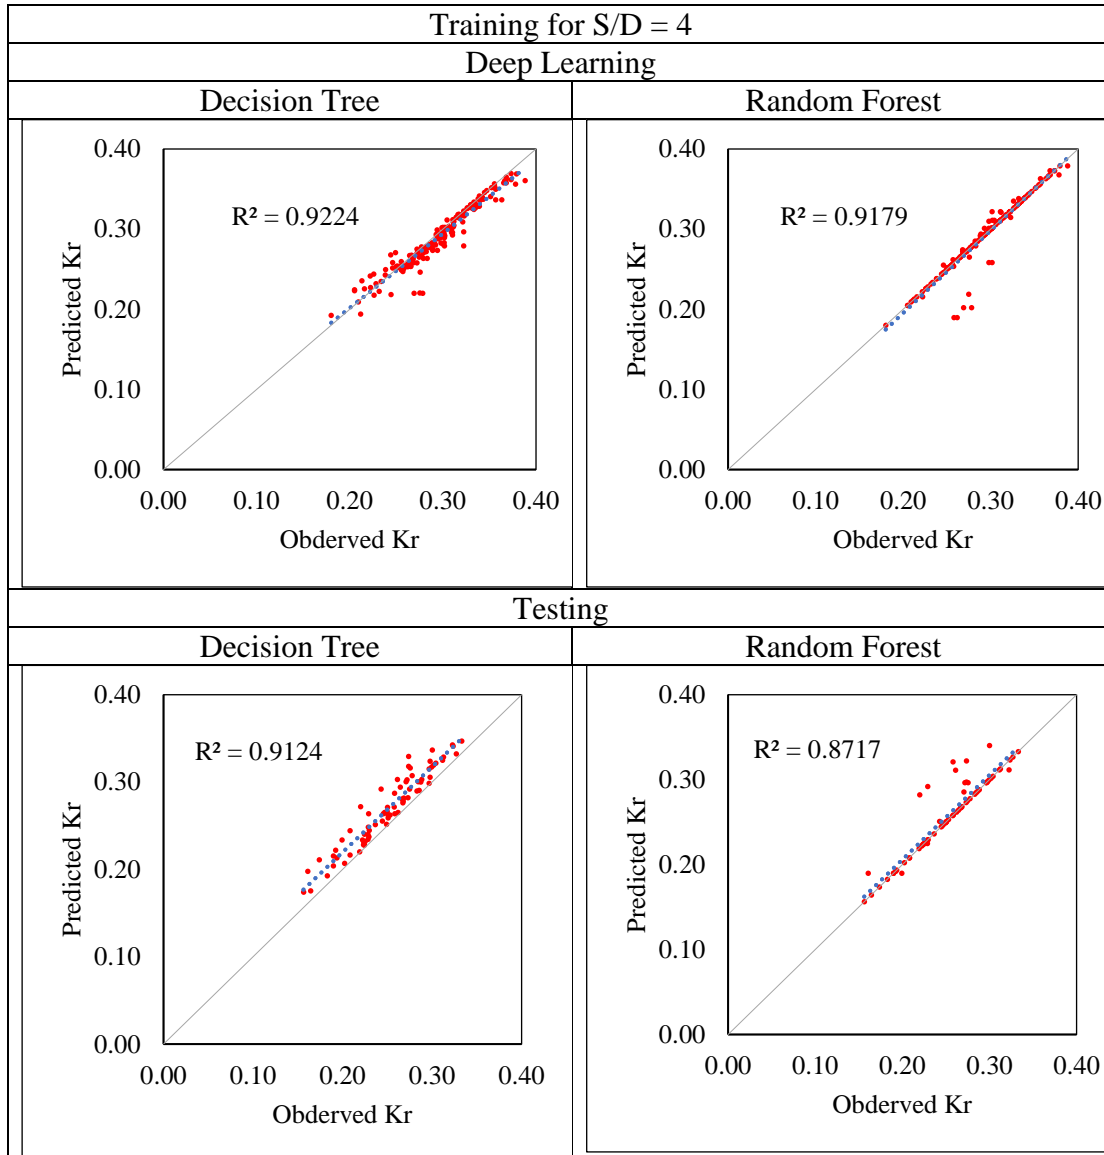 Training for S/D = 4
Deep Learning
Decision Tree
Random Forest
0.40
0.30
0.20
0.10
0.00
Predicted Kr
R² = 0.9224
0.00 0.10 0.20 0.30 0.40
Obderved Kr
0.40
0.30
0.20
0.10
0.00
Predicted Kr
R² = 0.9179
0.00 0.10 0.20 0.30 0.40
Obderved Kr
Testing
Decision Tree
Random Forest
0.40
0.30
0.20
0.10
0.00
Predicted Kr
R² = 0.9124
0.00 0.10 0.20 0.30 0.40
Obderved Kr
0.40
0.30
0.20
0.10
0.00
Predicted Kr
R² = 0.8717
0.00 0.10 0.20 0.30 0.40
Obderved Kr